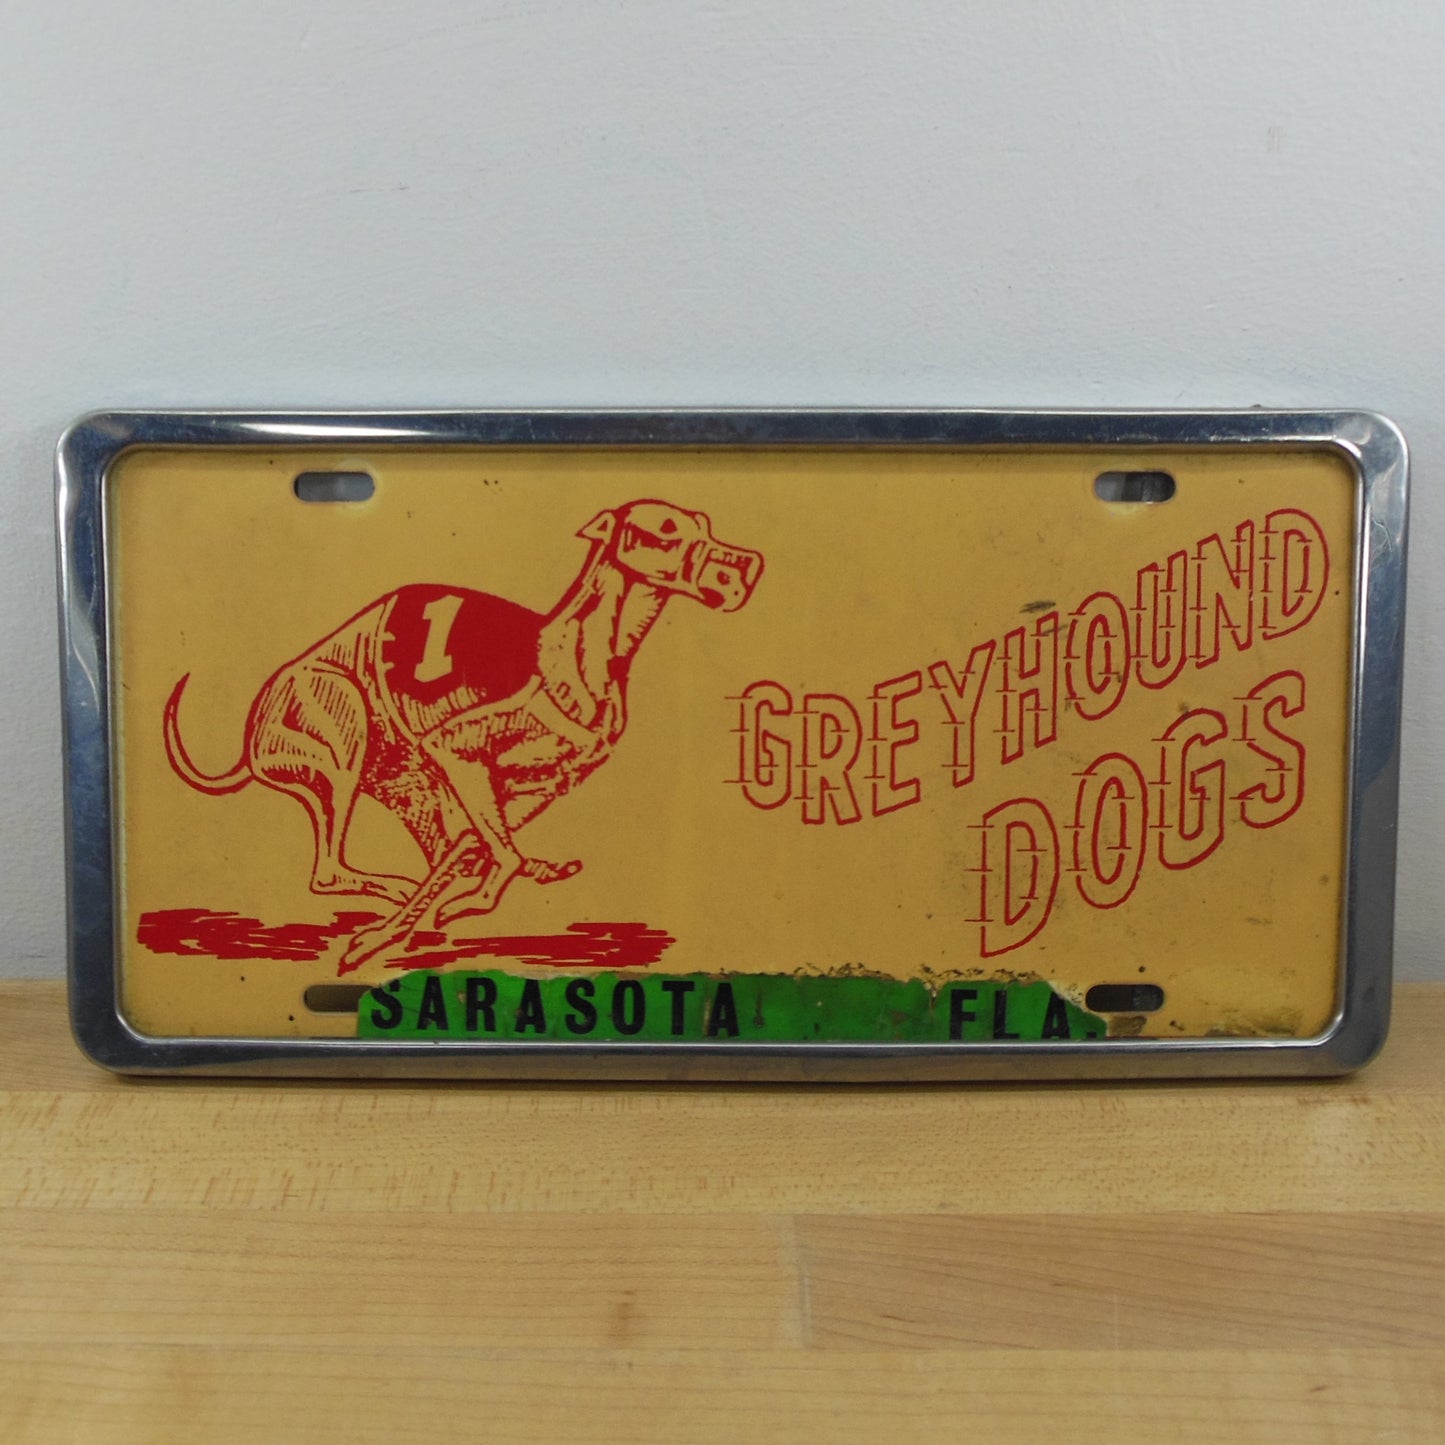 1
GREYHOUND
DOGS
SARASOTA FLA.